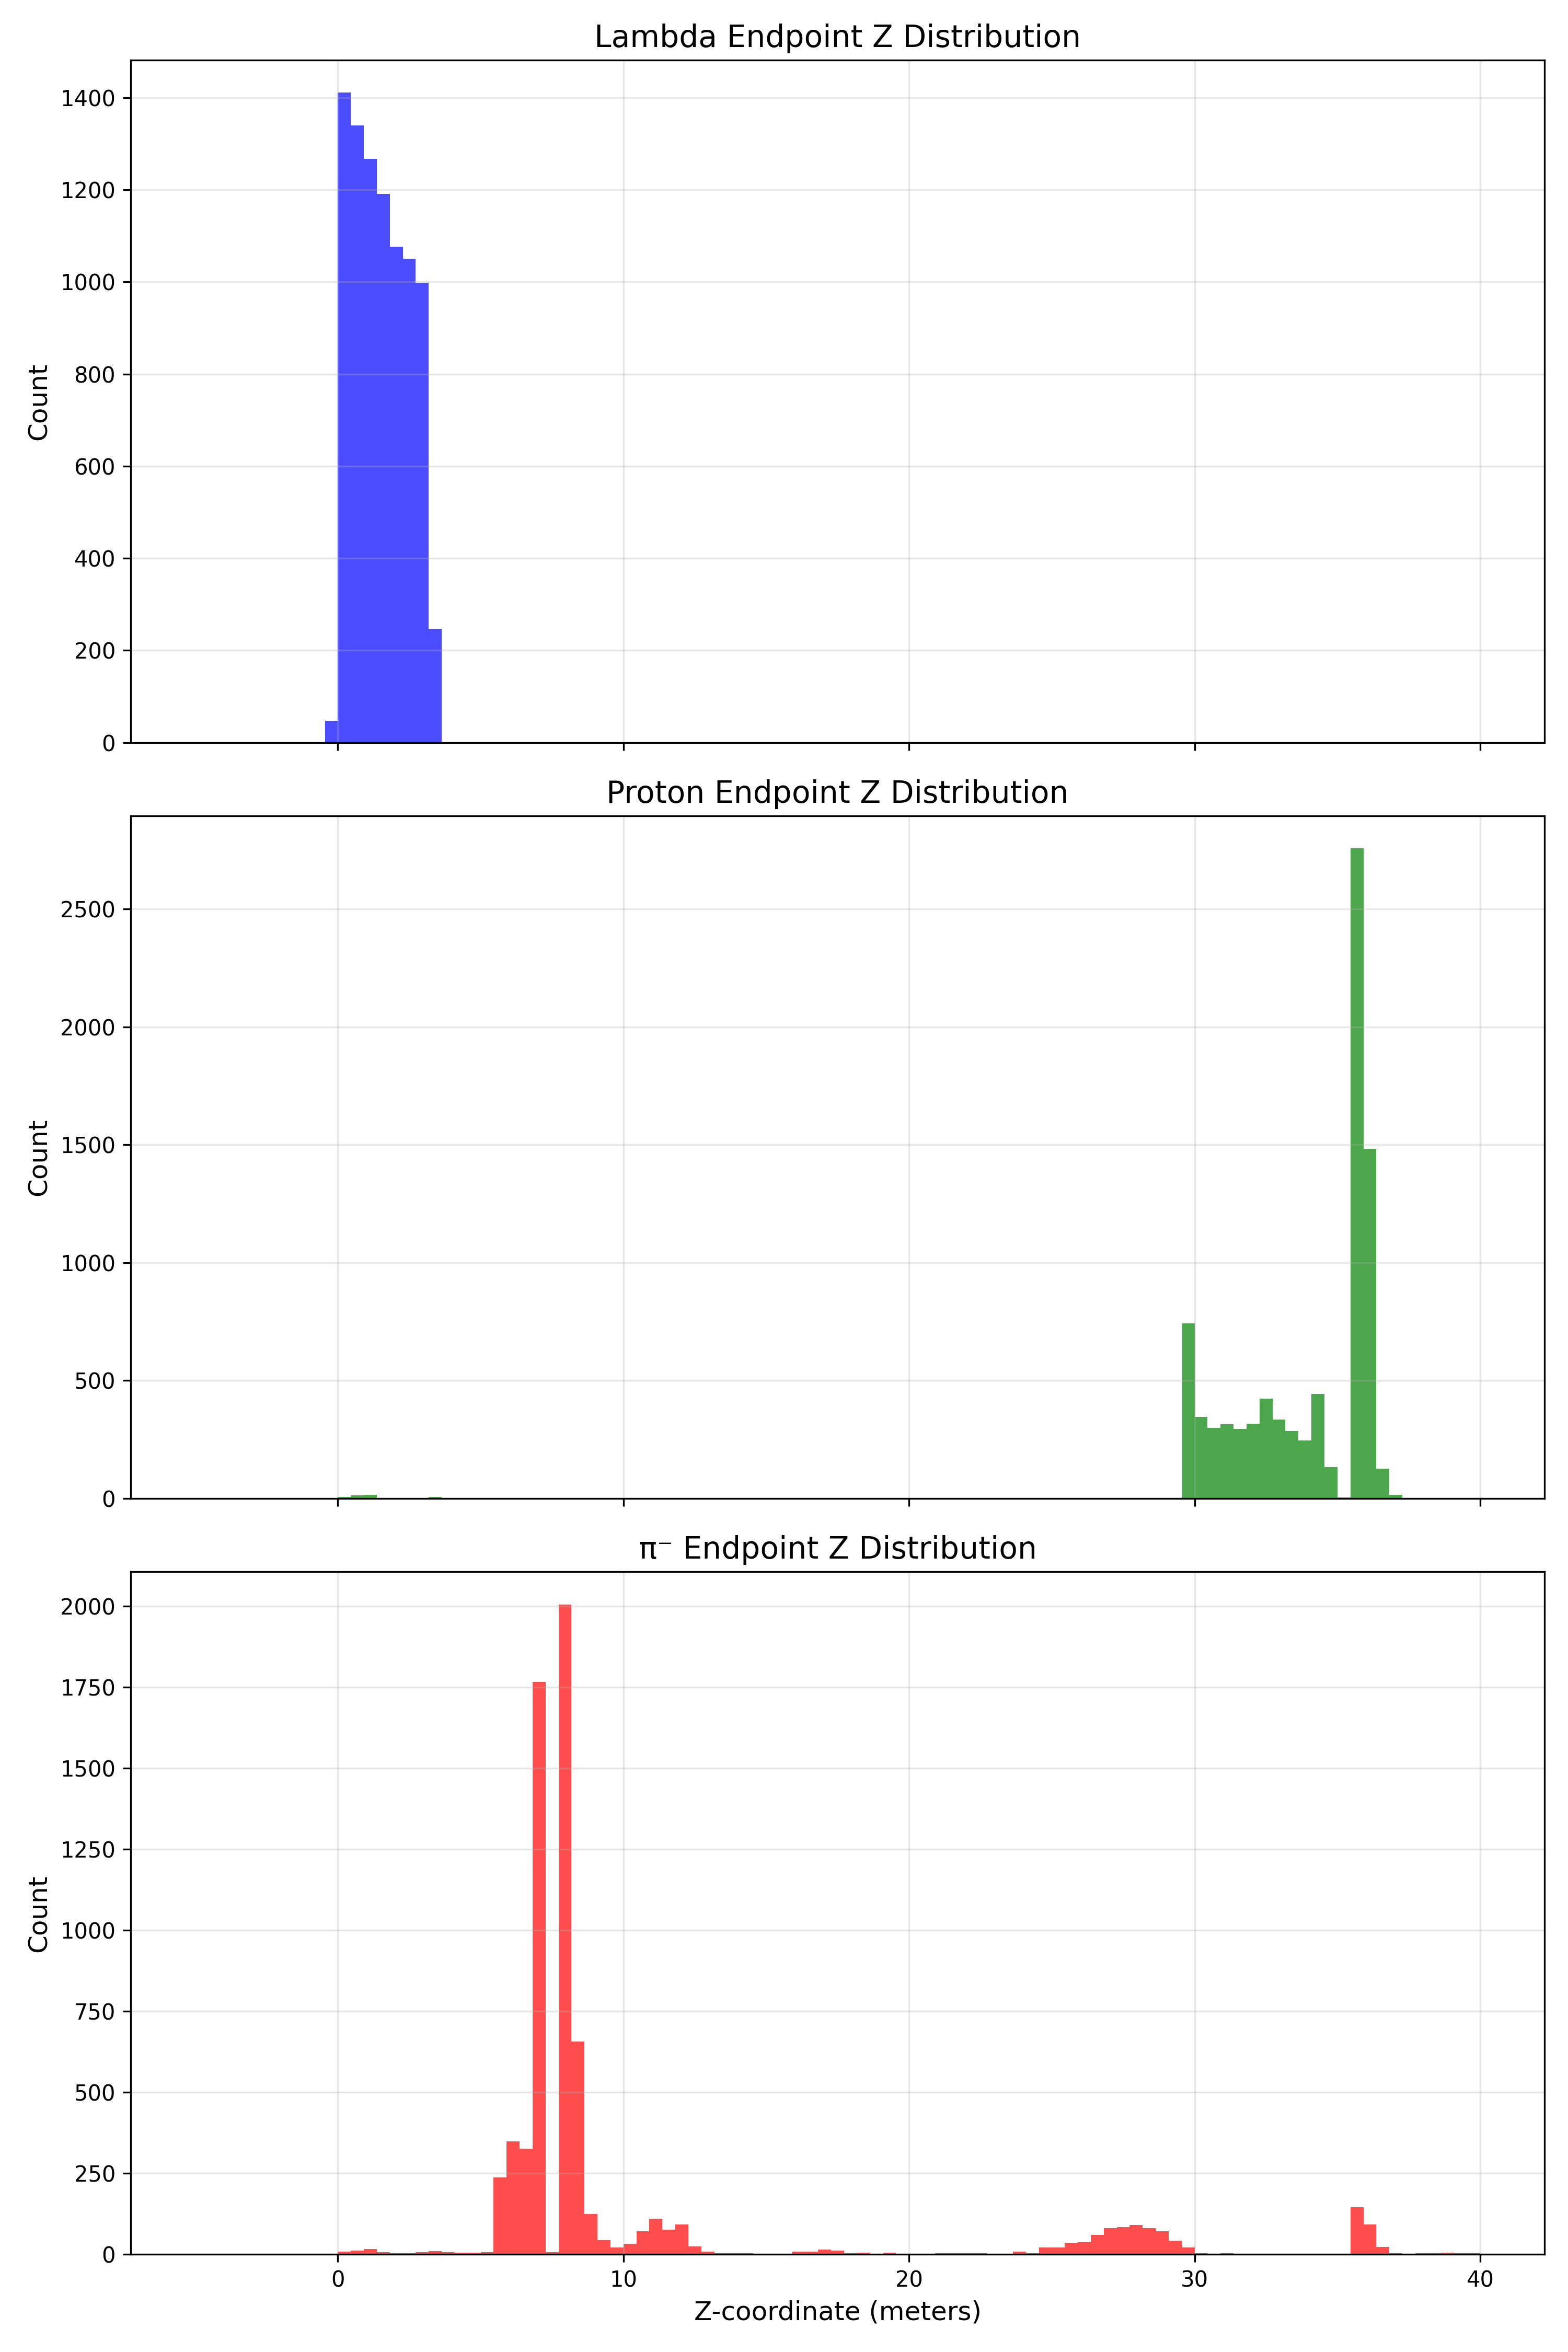 Lambda Endpoint Z Distribution
1400
1200
1000
800
600
400
200
0
Count
Proton Endpoint Z Distribution
2500
2000
1500
1000
500
0
Count
π⁻ Endpoint Z Distribution
2000
1750
1500
1250
1000
750
500
250
0
Count
0 10 20 30 40
Z-coordinate (meters)